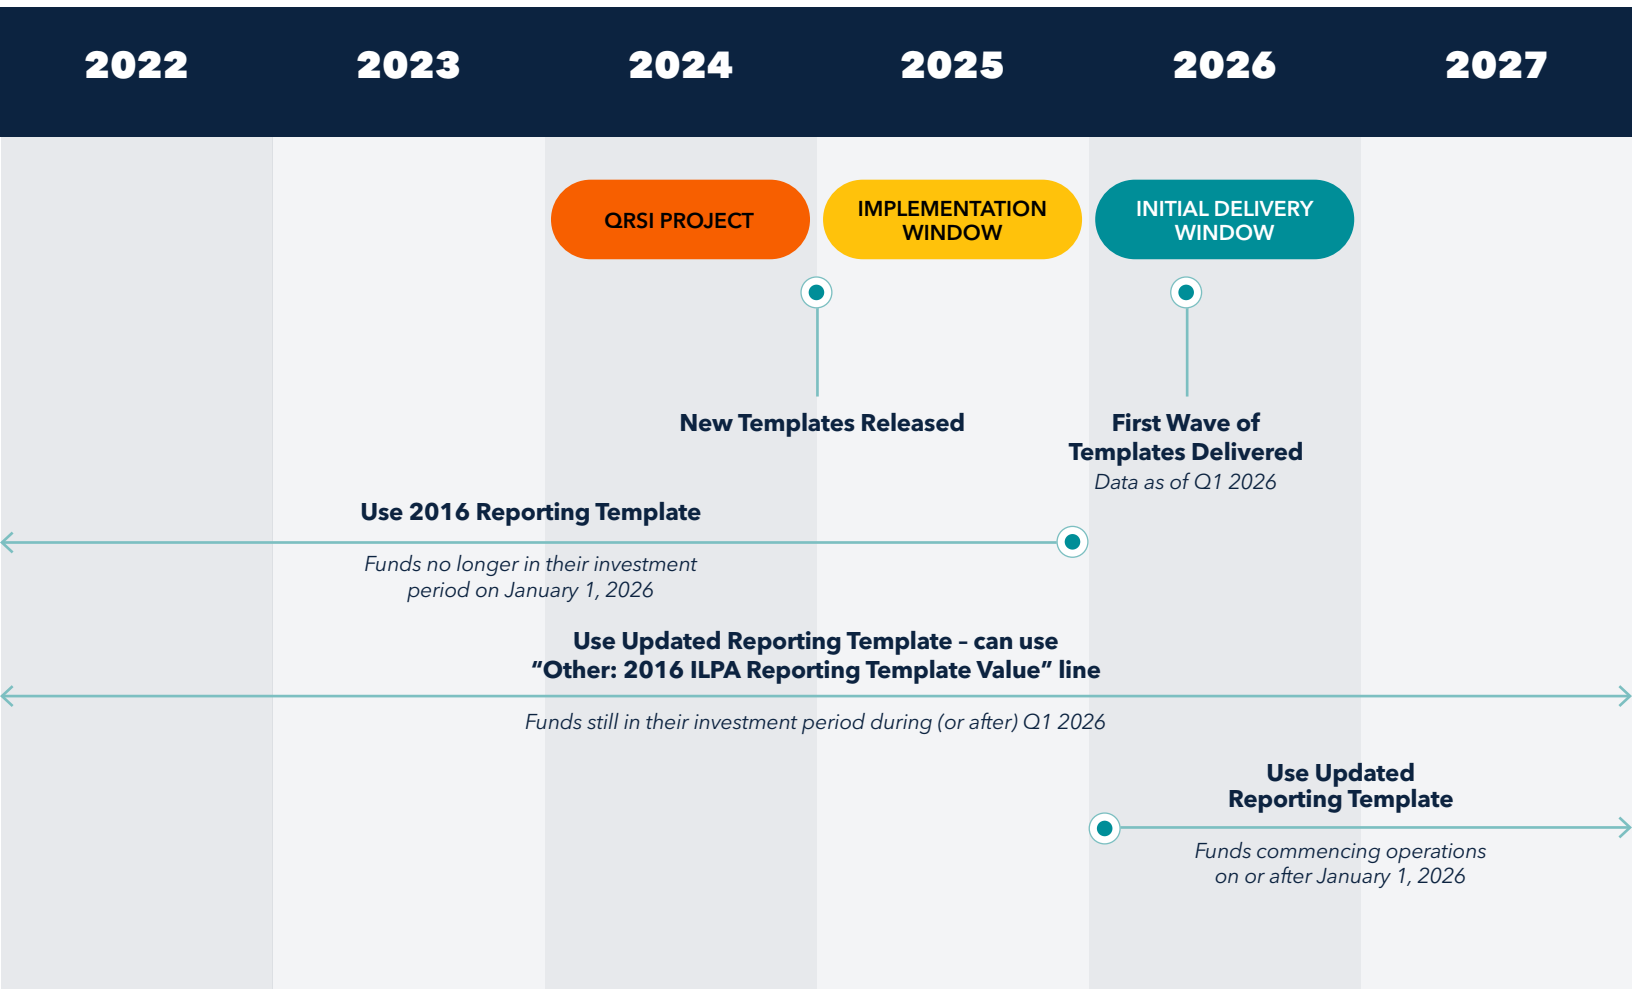 2022
2023
2024
2025
2026
2027
QRSI PROJECT
IMPLEMENTATION
WINDOW
INITIAL DELIVERY
WINDOW
New Templates Released
First Wave of
Templates Delivered
Data as of Q1 2026
Use 2016 Reporting Template
Funds no longer in their investment
period on January 1, 2026
Use Updated Reporting Template – can use
“Other: 2016 ILPA Reporting Template Value” line
Funds still in their investment period during (or after) Q1 2026
Use Updated
Reporting Template
Funds commencing operations
on or after January 1, 2026